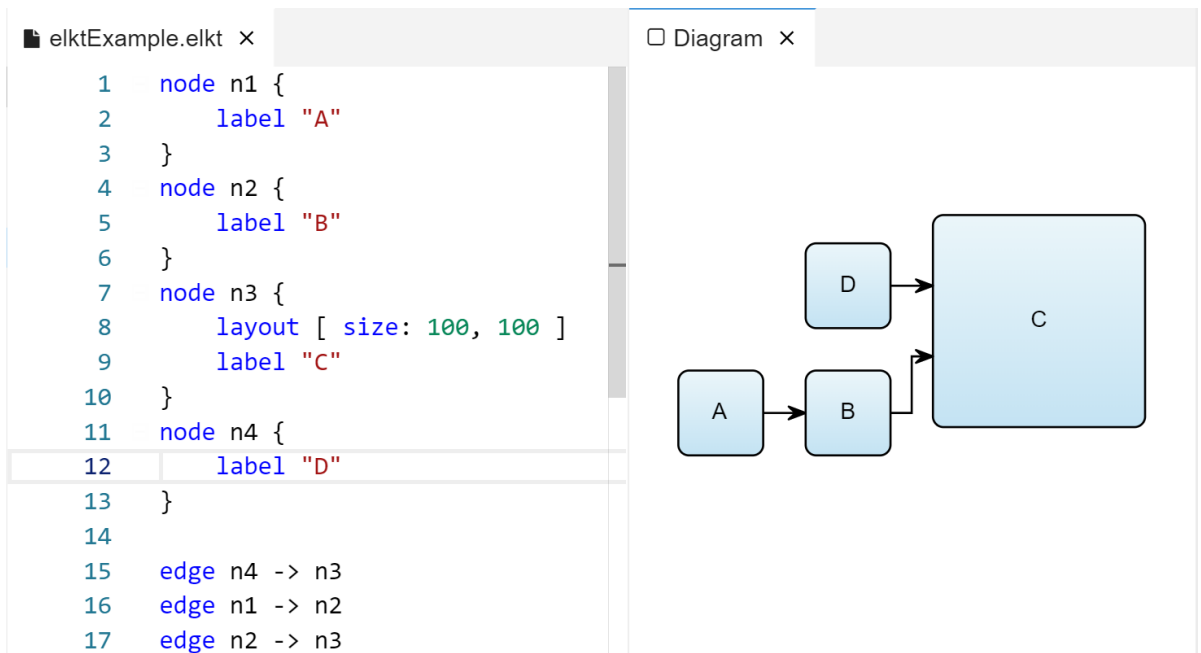 elktExample.elkt ×
1 node n1 {
2 label "A"
3 }
4 node n2 {
5 label "B"
6 }
7 node n3 {
8 layout [ size: 100, 100 ]
9 label "C"
10 }
11 node n4 {
12 label "D"
13 }
14
15 edge n4 -> n3
16 edge n1 -> n2
17 edge n2 -> n3
Diagram ×
D
C
A
B